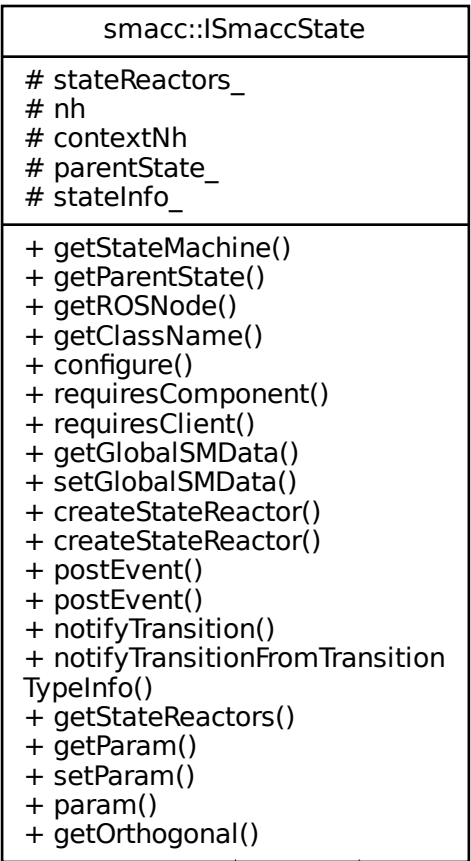 smacc::ISmaccState
# stateReactors_
# nh
# contextNh
# parentState_
# stateInfo_
+ getStateMachine()
+ getParentState()
+ getROSNode()
+ getClassName()
+ configure()
+ requiresComponent()
+ requiresClient()
+ getGlobalSMData()
+ setGlobalSMData()
+ createStateReactor()
+ createStateReactor()
+ postEvent()
+ postEvent()
+ notifyTransition()
+ notifyTransitionFromTransition
TypeInfo()
+ getStateReactors()
+ getParam()
+ setParam()
+ param()
+ getOrthogonal()